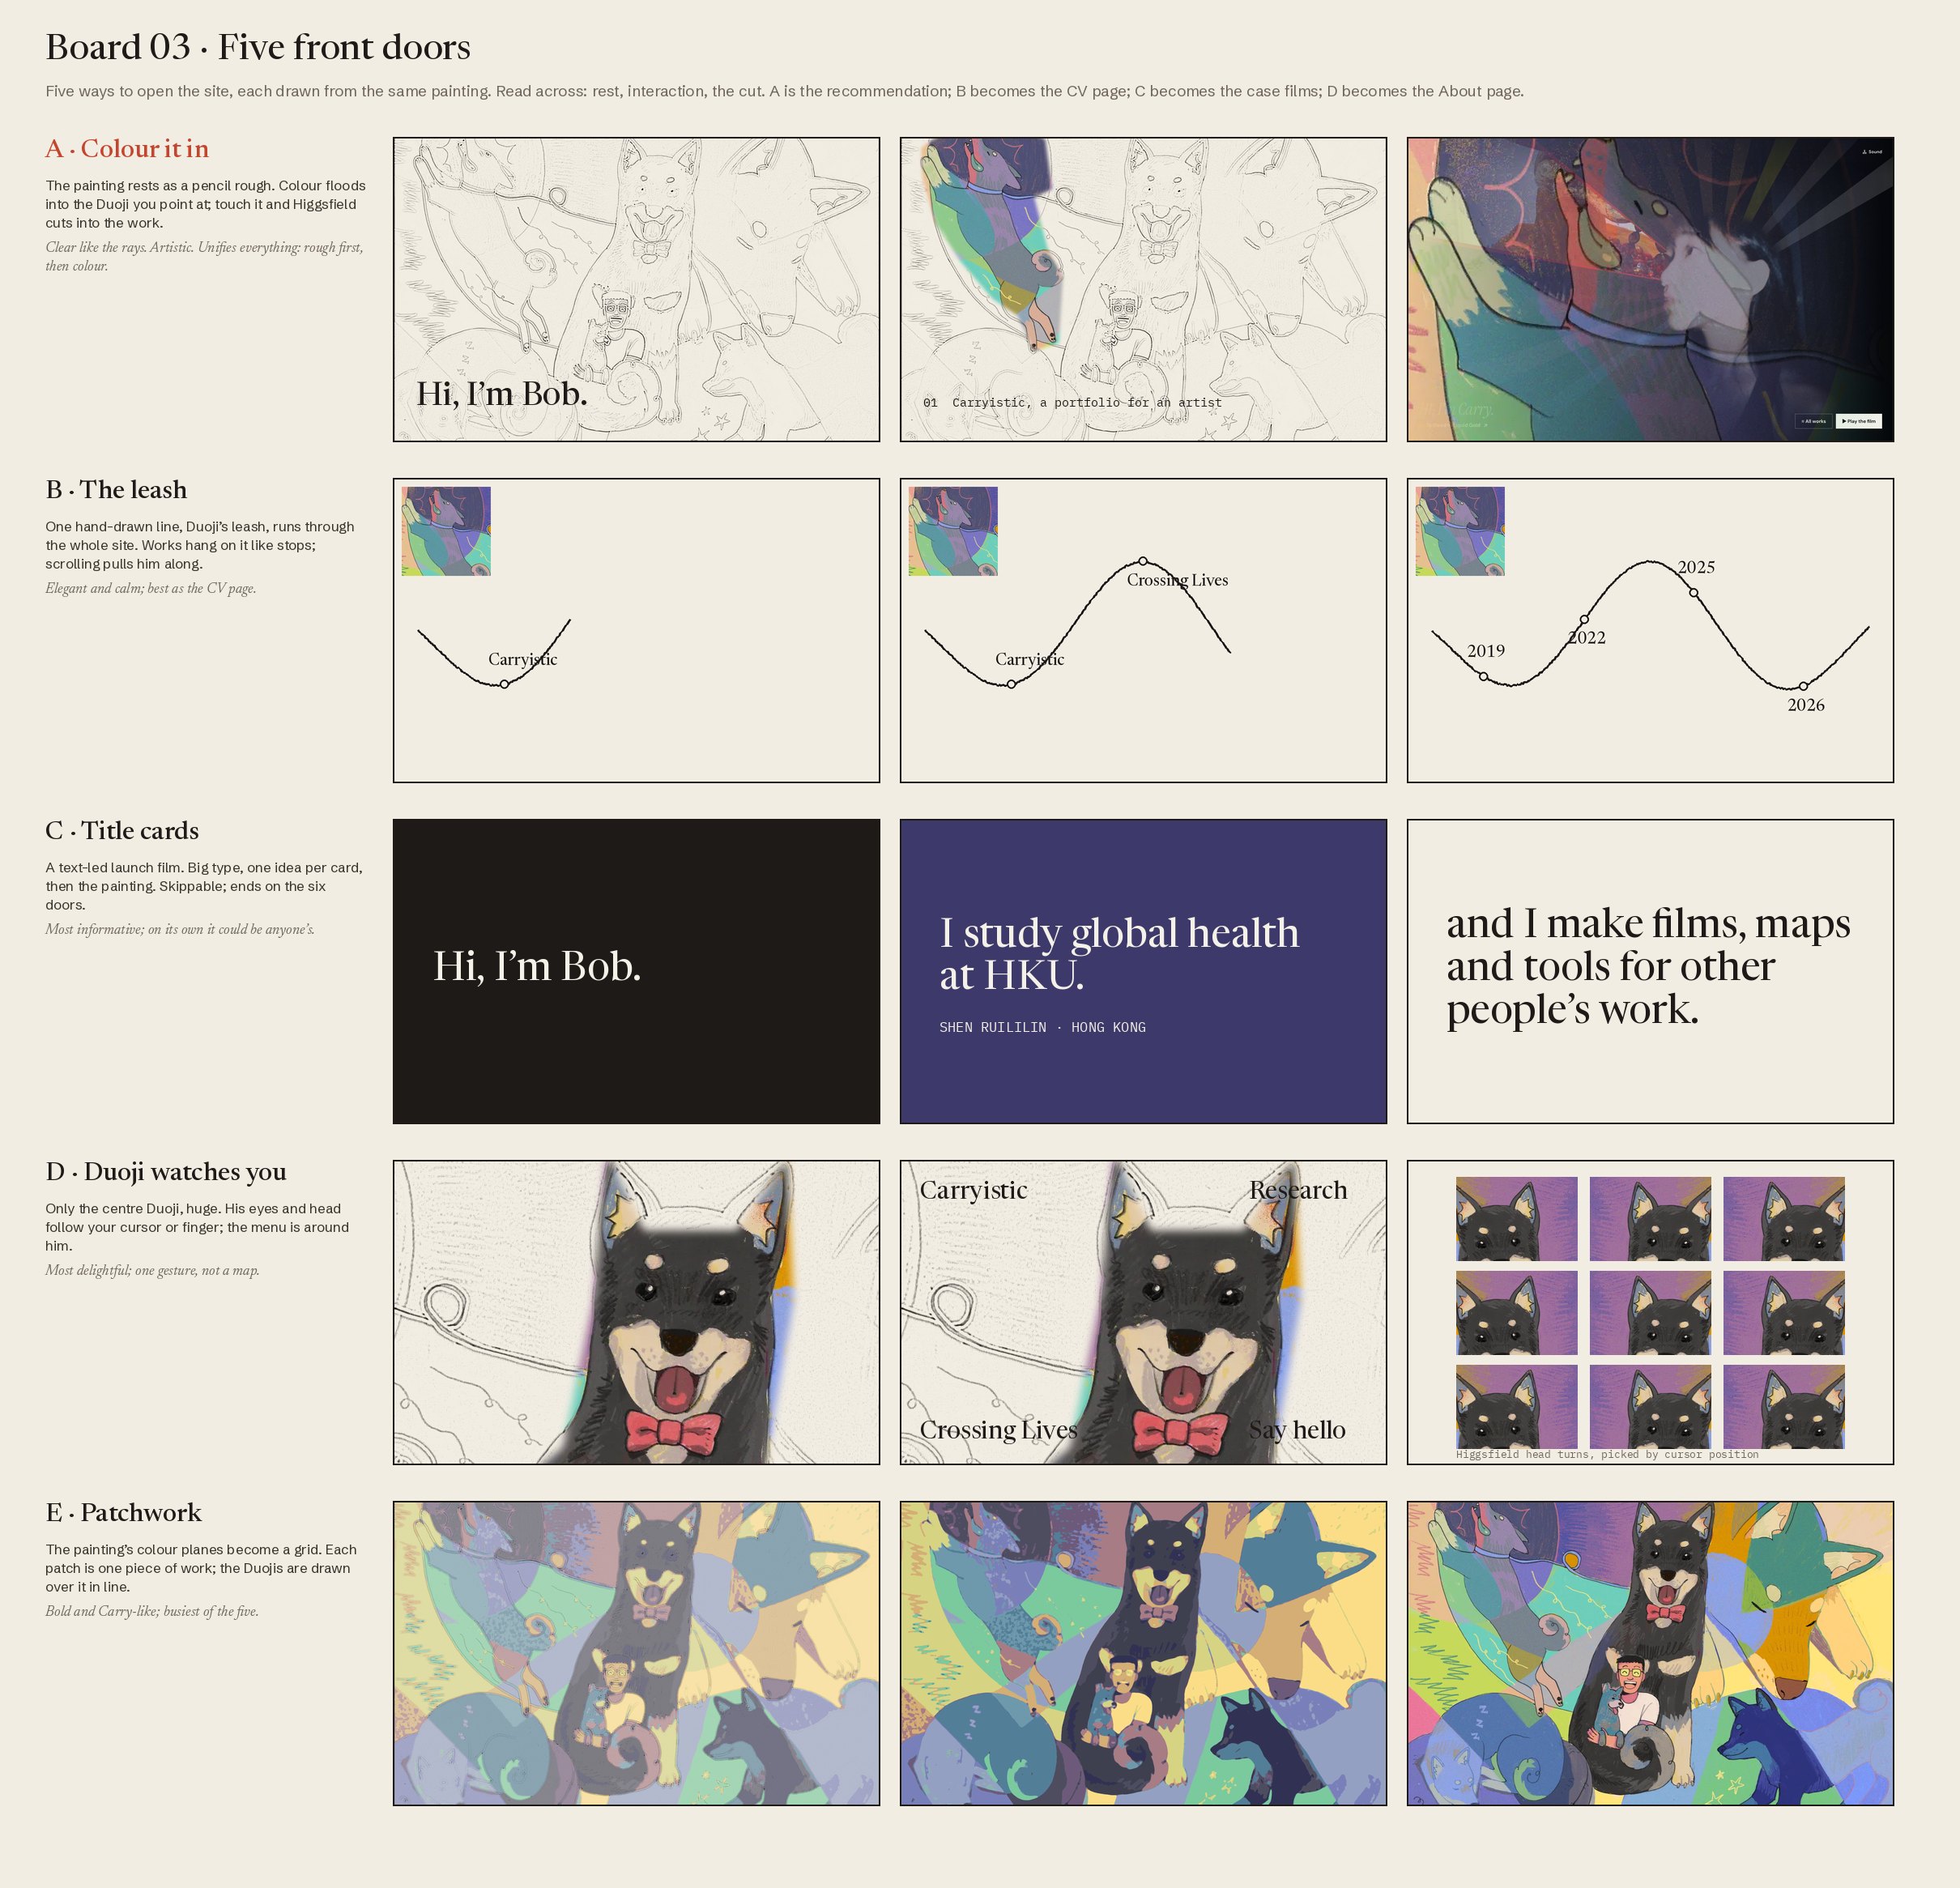 Board 03 · Five front doors
Five ways to open the site, each drawn from the same painting. Read across: rest, interaction, the cut. A is the recommendation; B becomes the CV page; C becomes the case films; D becomes the About page.
A · Colour it in
The painting rests as a pencil rough. Colour floods
into the Duoji you point at; touch it and Higgsfield
cuts into the work.
Clear like the rays. Artistic. Unifies everything: rough first,
then colour.
Hi, I'm Bob.
01 Carryistic, a portfolio for an artist
Sound
Carry.
All works
Play the film
B · The leash
One hand-drawn line, Duoji's leash, runs through
the whole site. Works hang on it like stops;
scrolling pulls him along.
Elegant and calm; best as the CV page.
Carryistic
Crossing Lives
Carryistic
2025
2022
2019
2026
C · Title cards
A text-led launch film. Big type, one idea per card,
then the painting. Skippable; ends on the six
doors.
Most informative; on its own it could be anyone's.
Hi, I'm Bob.
I study global health
at HKU.
SHEN RUILILIN · HONG KONG
and I make films, maps
and tools for other
people's work.
D · Duoji watches you
Only the centre Duoji, huge. His eyes and head
follow your cursor or finger; the menu is around
him.
Most delightful; one gesture, not a map.
Carryistic
Research
Crossing Lives
Say hello
Higgsfield head turns, picked by cursor position
E · Patchwork
The painting's colour planes become a grid. Each
patch is one piece of work; the Duojis are drawn
over it in line.
Bold and Carry-like; busiest of the five.